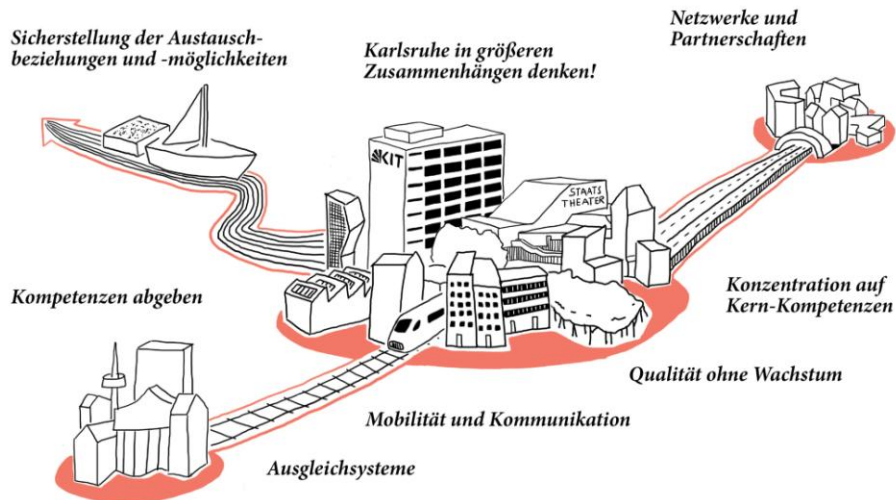 Netzwerke und
Partnerschaften
Sicherstellung der Austausch-
beziehungen und -möglichkeiten
Karlsruhe in größeren
Zusammenhängen denken!
KIT
STAATS
THEATER
Kompetenzen abgeben
Konzentration auf
Kern-Kompetenzen
Qualität ohne Wachstum
Mobilität und Kommunikation
Ausgleichsysteme